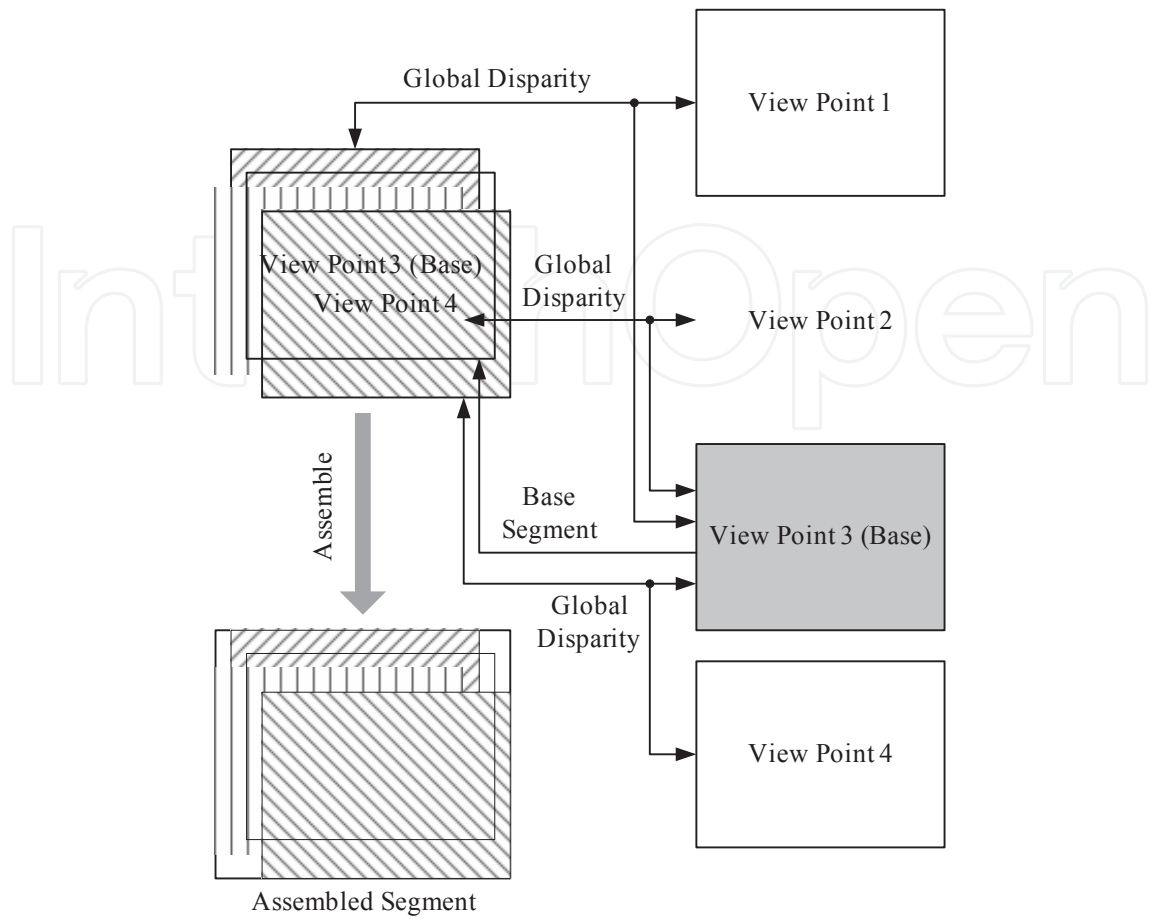 Global Disparity
View Point 1
View Point 3 (Base)
View Point 4
Global
Disparity
View Point 2
Assemble
Base
Segment
View Point 3 (Base)
Global
Disparity
View Point 4
Assembled Segment
IntechOpen